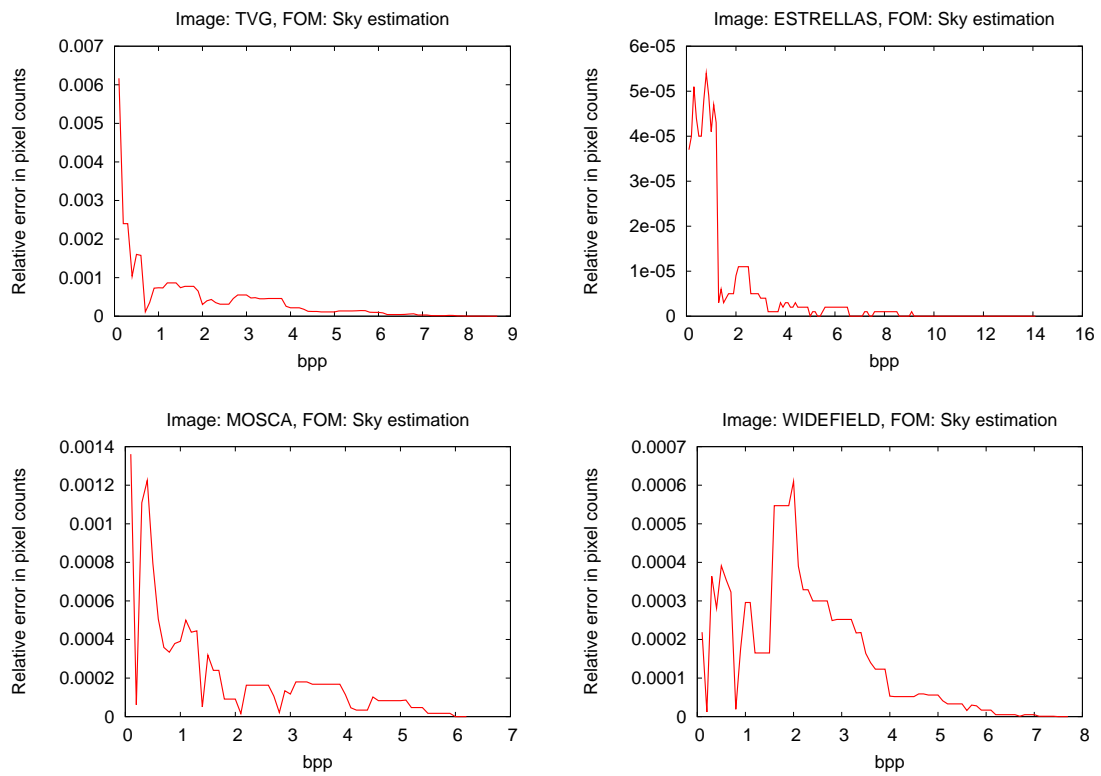 Image: TVG, FOM: Sky estimation
0.007
0.006
0.005
0.004
0.003
0.002
0.001
0
Relative error in pixel counts
0 1 2 3 4 5 6 7 8 9
bpp
Image: ESTRELLAS, FOM: Sky estimation
6e-05
5e-05
4e-05
3e-05
2e-05
1e-05
0
Relative error in pixel counts
0 2 4 6 8 10 12 14 16
bpp
Image: MOSCA, FOM: Sky estimation
0.0014
0.0012
0.001
0.0008
0.0006
0.0004
0.0002
0
Relative error in pixel counts
0 1 2 3 4 5 6 7
bpp
Image: WIDEFIELD, FOM: Sky estimation
0.0007
0.0006
0.0005
0.0004
0.0003
0.0002
0.0001
0
Relative error in pixel counts
0 1 2 3 4 5 6 7 8
bpp